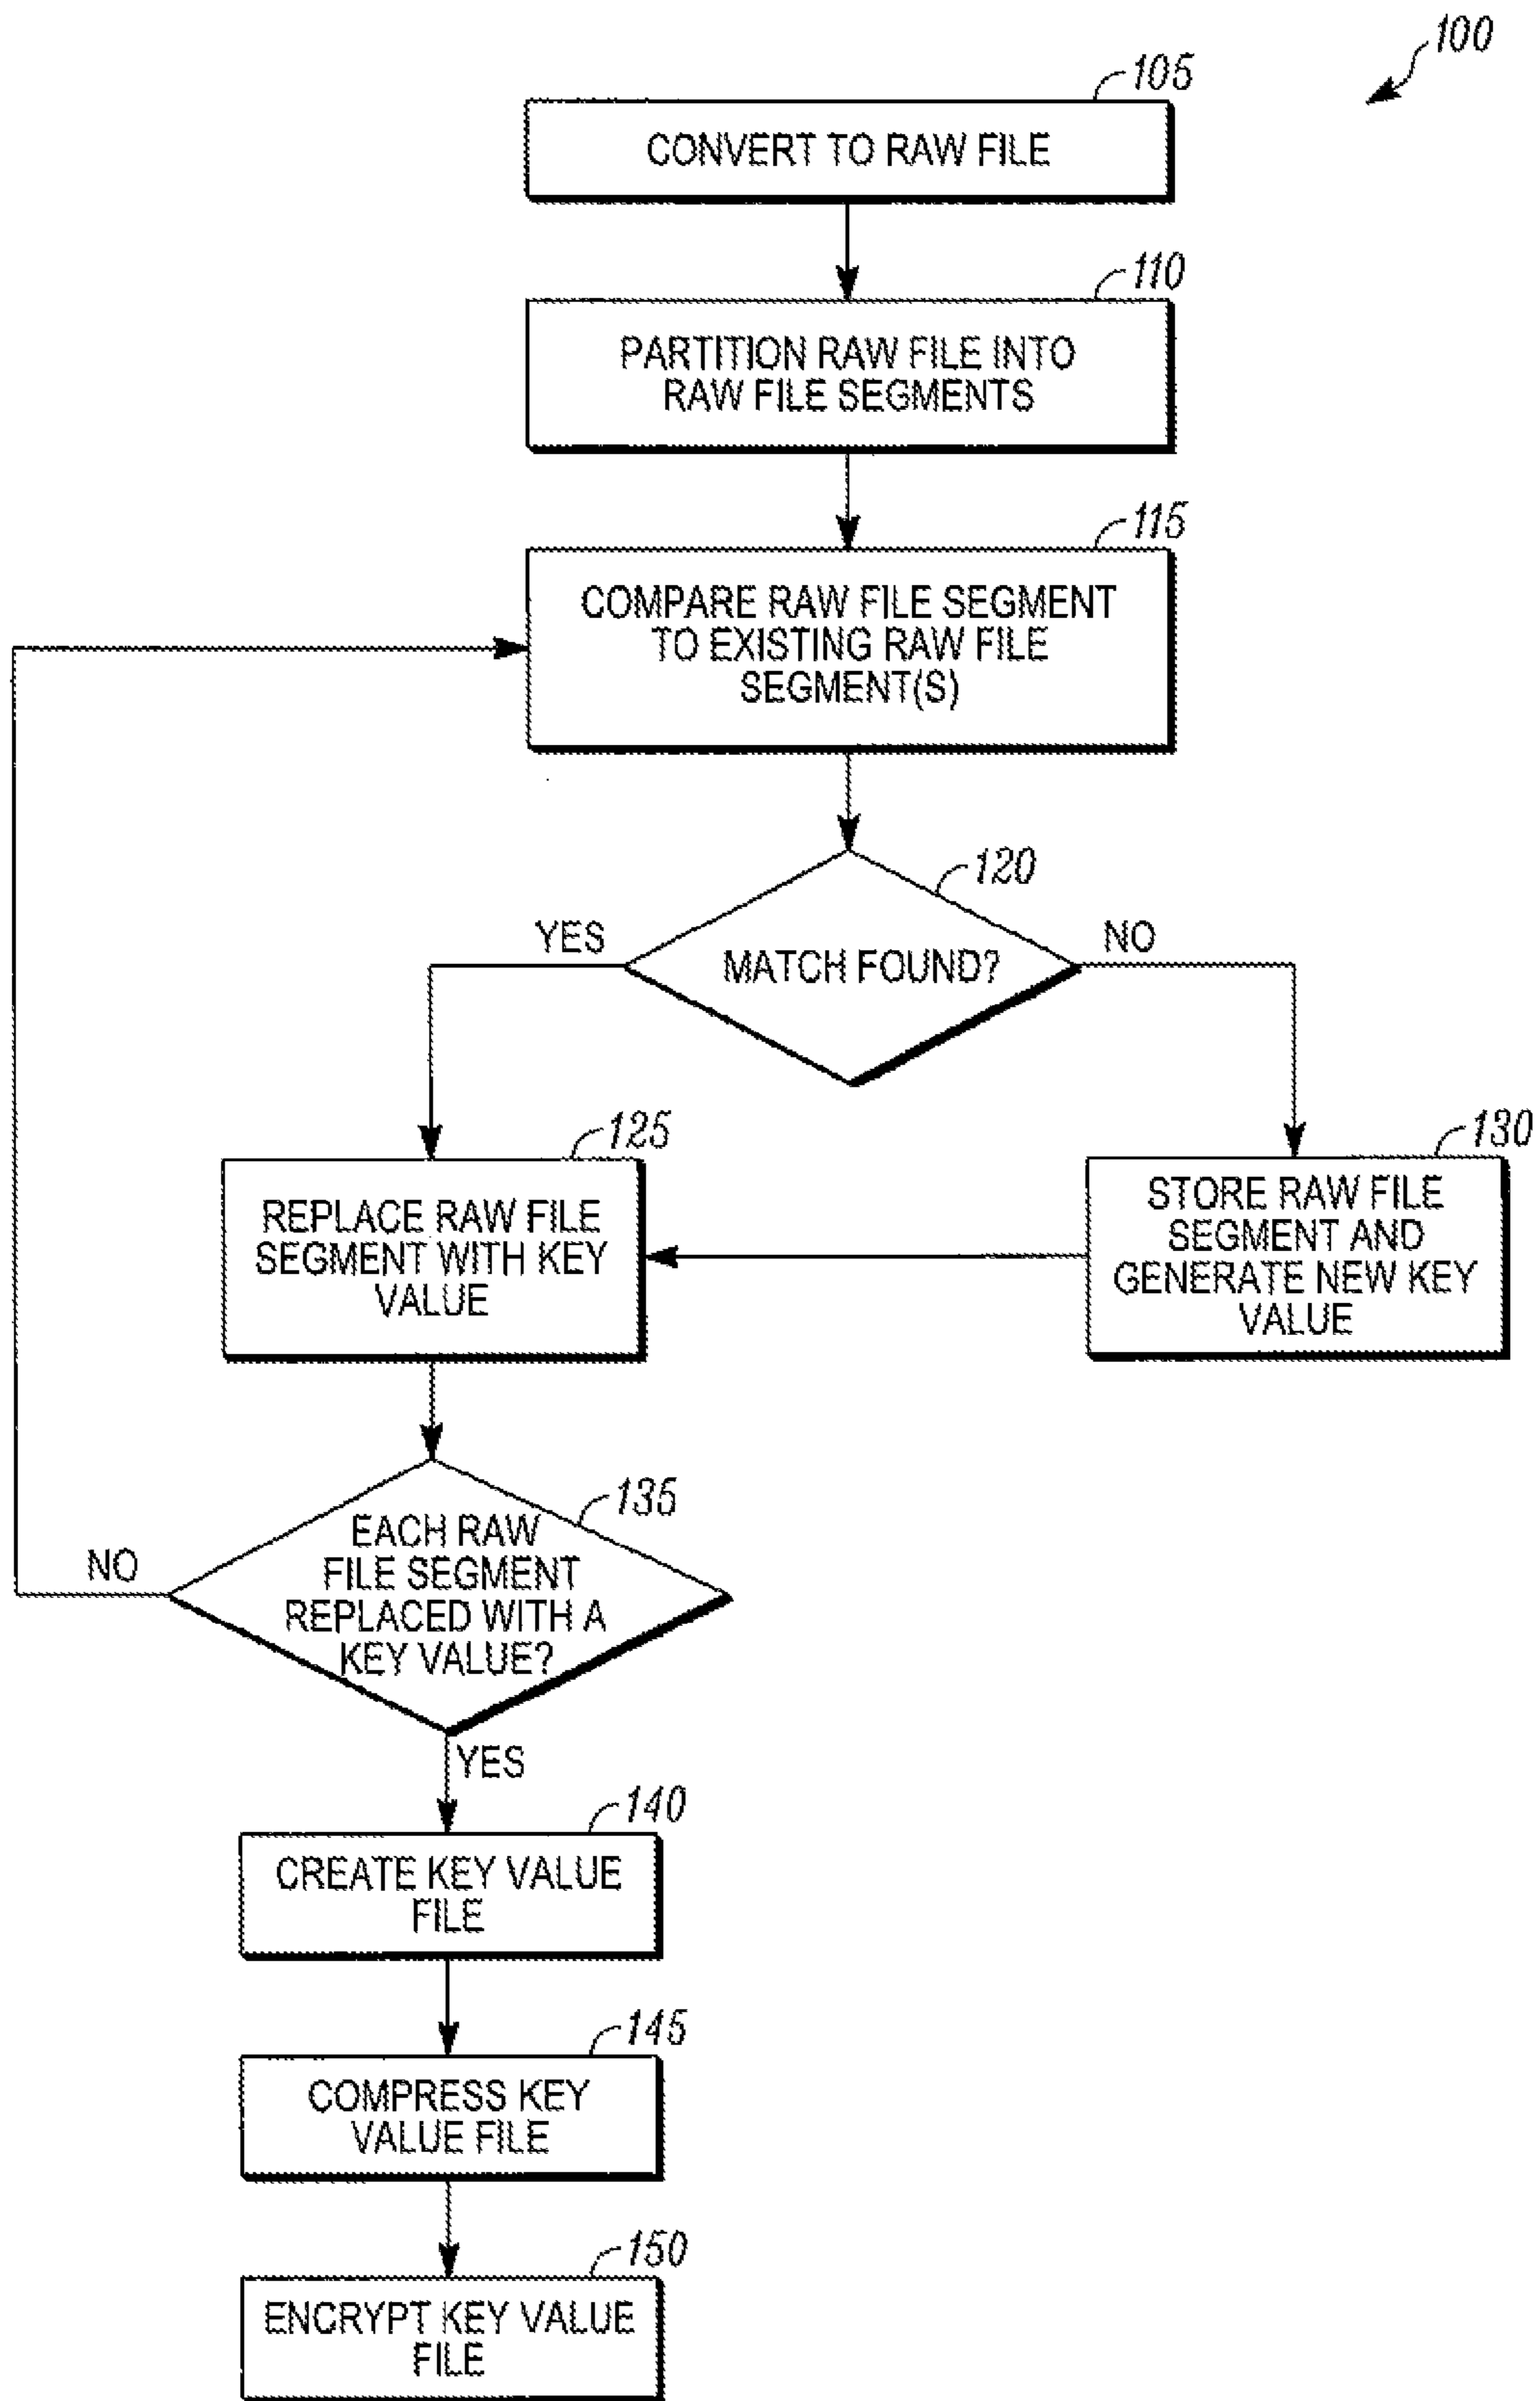 100
105
CONVERT TO RAW FILE
110
PARTITION RAW FILE INTO
RAW FILE SEGMENTS
115
COMPARE RAW FILE SEGMENT
TO EXISTING RAW FILE
SEGMENT(S)
120
YES
NO
MATCH FOUND?
125
130
REPLACE RAW FILE
SEGMENT WITH KEY
VALUE
STORE RAW FILE
SEGMENT AND
GENERATE NEW KEY
VALUE
135
EACH RAW
FILE SEGMENT
REPLACED WITH A
KEY VALUE?
NO
YES
140
CREATE KEY VALUE
FILE
145
COMPRESS KEY
VALUE FILE
150
ENCRYPT KEY VALUE
FILE